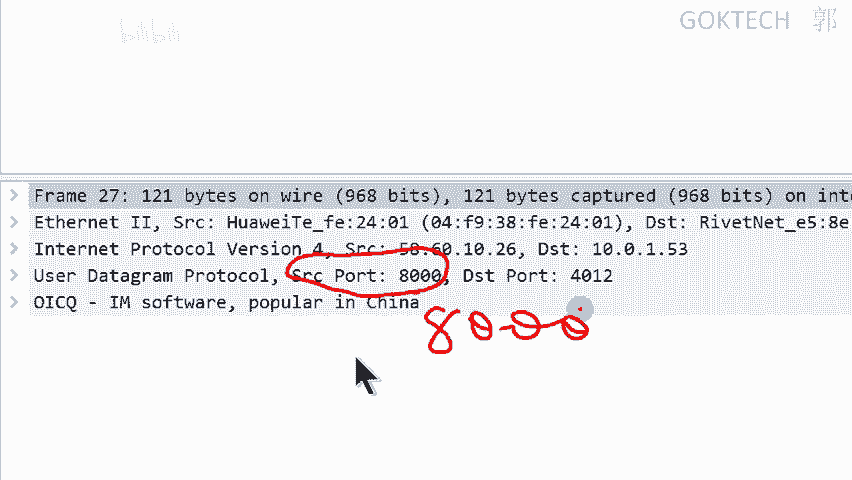 GOKTECH 郭
Frame 27: 121 bytes on wire (968 bits), 121 bytes captured (968 bits) on inte
Ethernet II, Src: HuaweiTe_fe:24:01 (04:f9:38:fe:24:01), Dst: RivetNet_e5:8e
Internet Protocol Version 4, Src: 58.60.10.26, Dst: 10.0.1.53
User Datagram Protocol, Src Port: 8000, Dst Port: 4012
OICQ - IM software, popular in China
8000